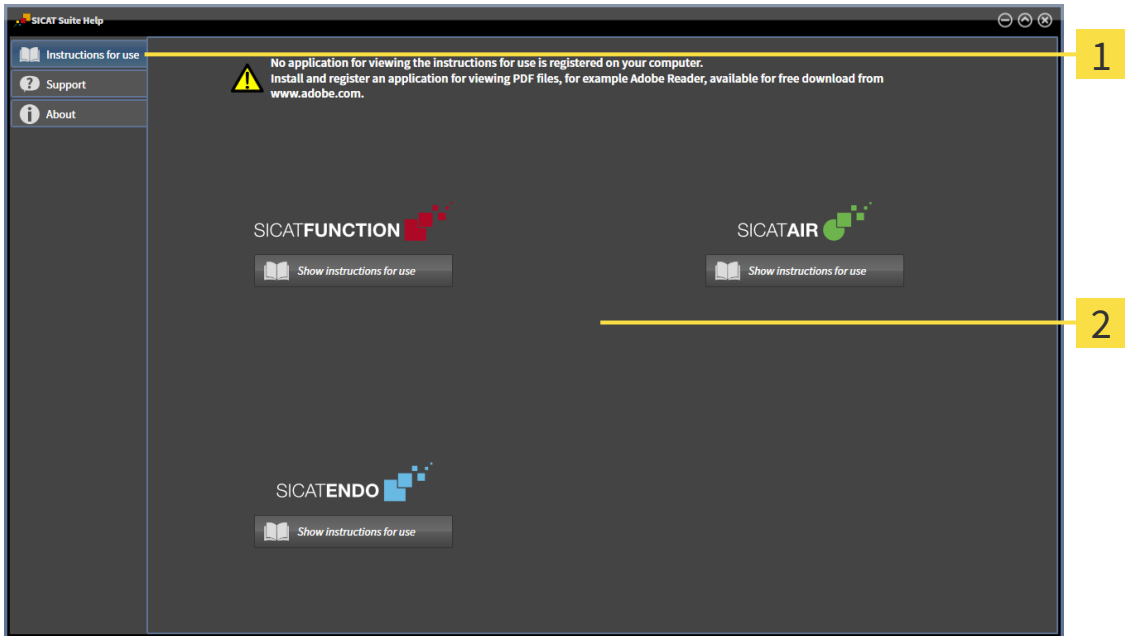 SICAT Suite Help
Instructions for use
Support
About
No application for viewing the instructions for use is registered on your computer.
Install and register an application for viewing PDF files, for example Adobe Reader, available for free download from
www.adobe.com.
SICATFUNCTION
Show instructions for use
SICATAIR
Show instructions for use
SICATENDO
Show instructions for use
1
2